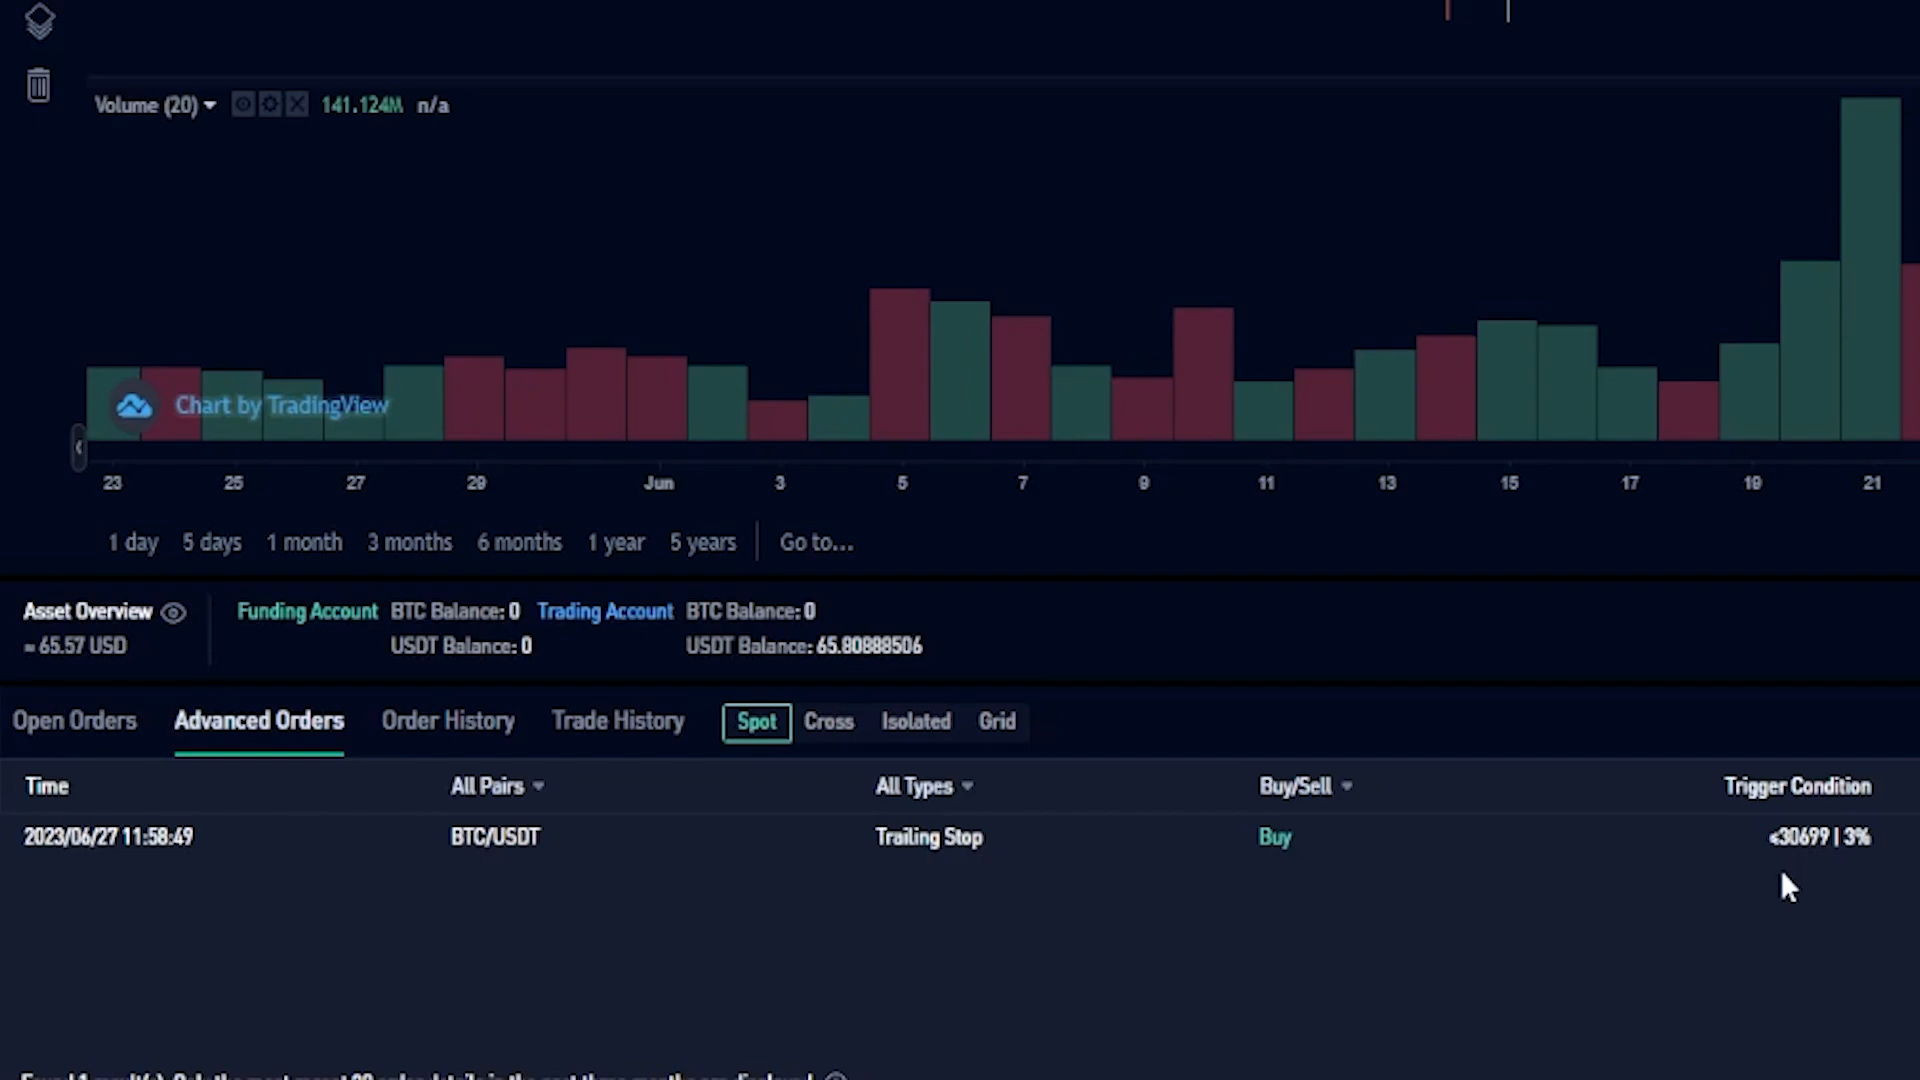 Volume (20) 141.124M n/a
Chart by TradingView
23 25 27 29 Jun 3 5 7 9 11 13 15 17 19 21
1 day 5 days 1 month 3 months 6 months 1 year 5 years Go to...
Asset Overview Funding Account BTC Balance: 0 Trading Account BTC Balance: 0
≈ 65.57 USD USDT Balance: 0 USDT Balance: 65.80888506
Open Orders Advanced Orders Order History Trade History Spot Cross Isolated Grid
Time All Pairs All Types Buy/Sell Trigger Condition
2023/06/27 11:58:49 BTC/USDT Trailing Stop Buy ≤30699 | 3%